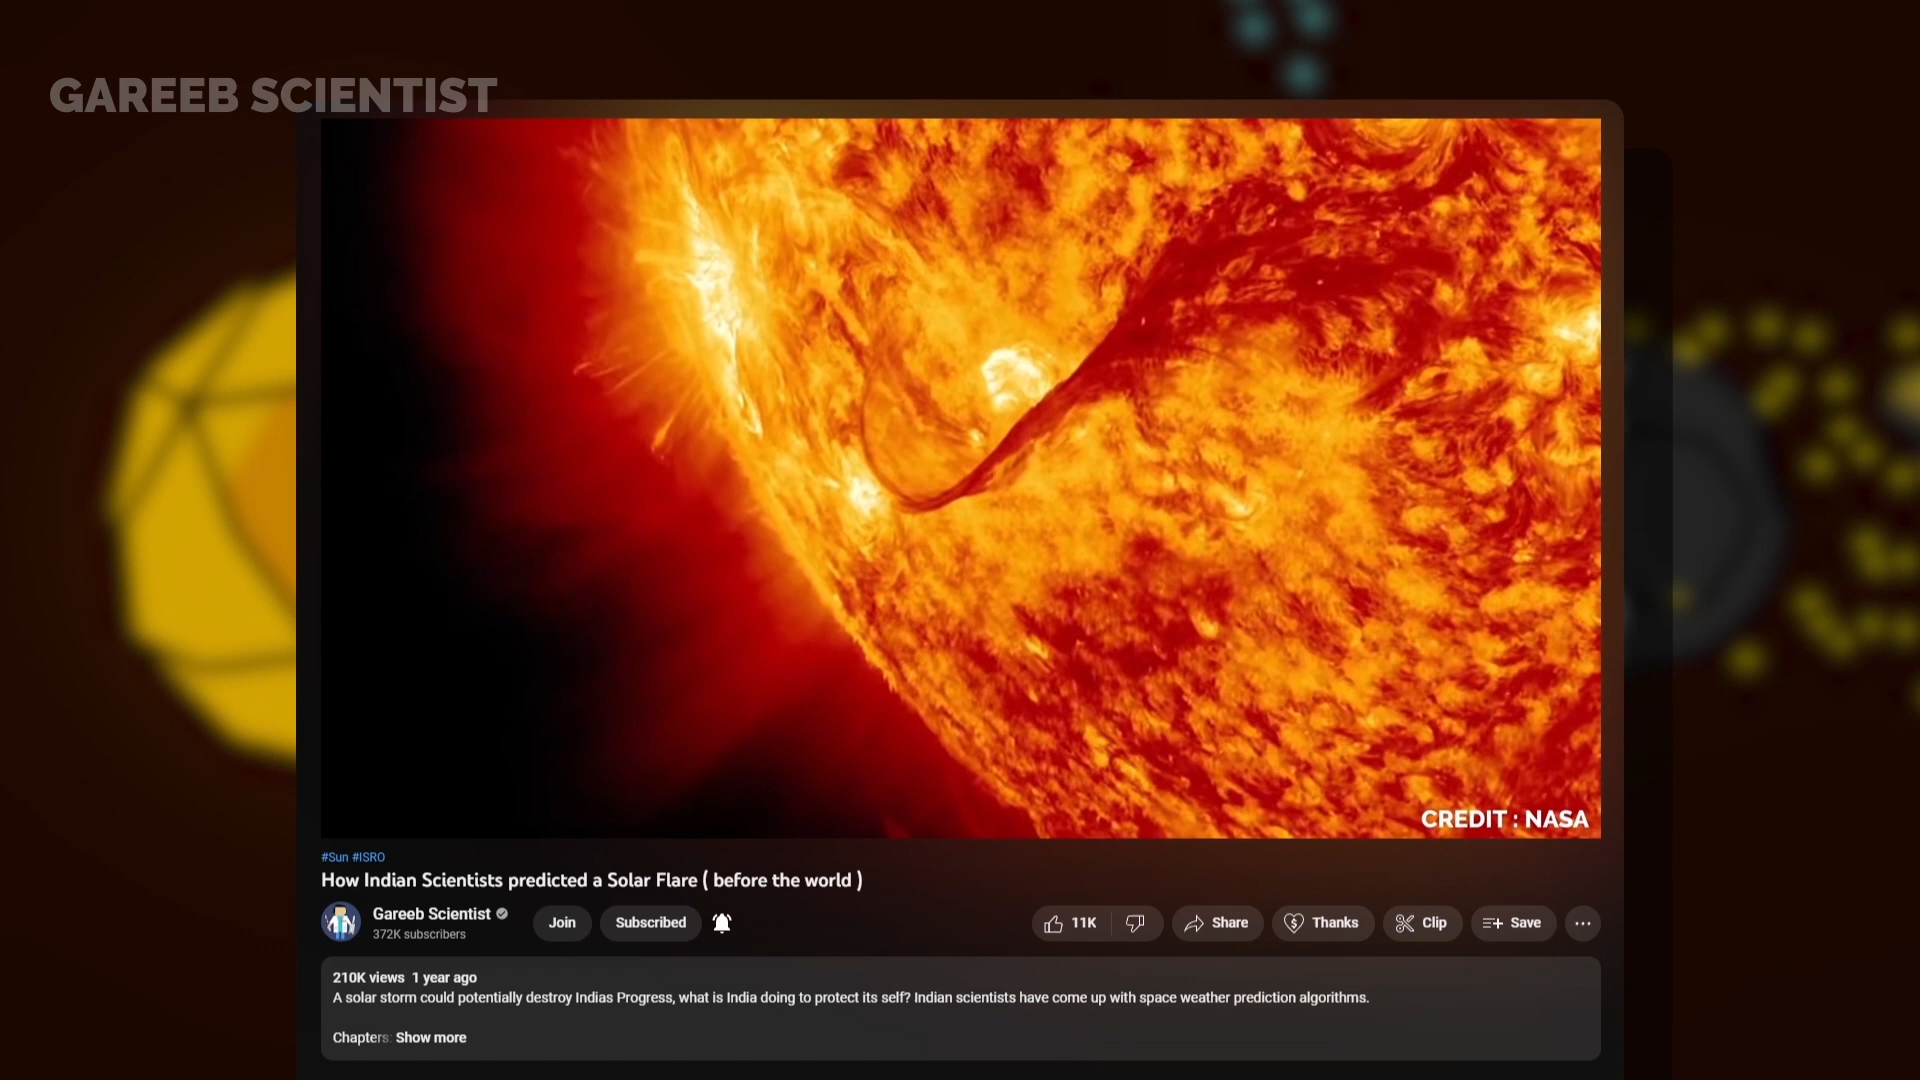 GAREEB SCIENTIST
CREDIT : NASA
#Sun #ISRO
How Indian Scientists predicted a Solar Flare ( before the world )
Gareeb Scientist
372K subscribers
Join
Subscribed
11K
Share
Thanks
Clip
Save
210K views 1 year ago
A solar storm could potentially destroy Indias Progress, what is India doing to protect its self? Indian scientists have come up with space weather prediction algorithms.
Chapters: Show more